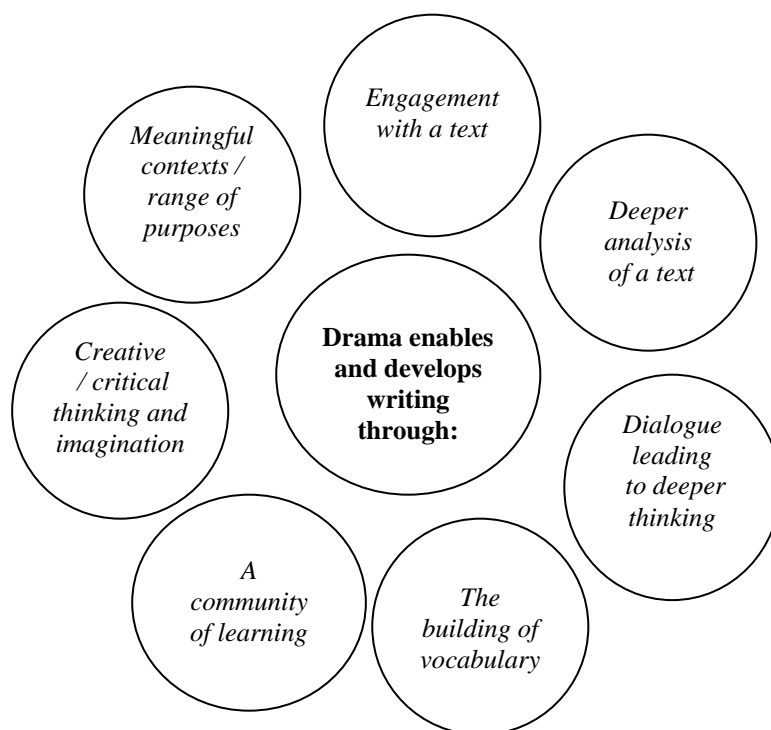 Engagement
with a text
Meaningful
contexts /
range of
purposes
Deeper
analysis
of a text
Drama enables
and develops
writing
through:
Creative
/ critical
thinking and
imagination
Dialogue
leading
to deeper
thinking
A
community
of learning
The
building of
vocabulary